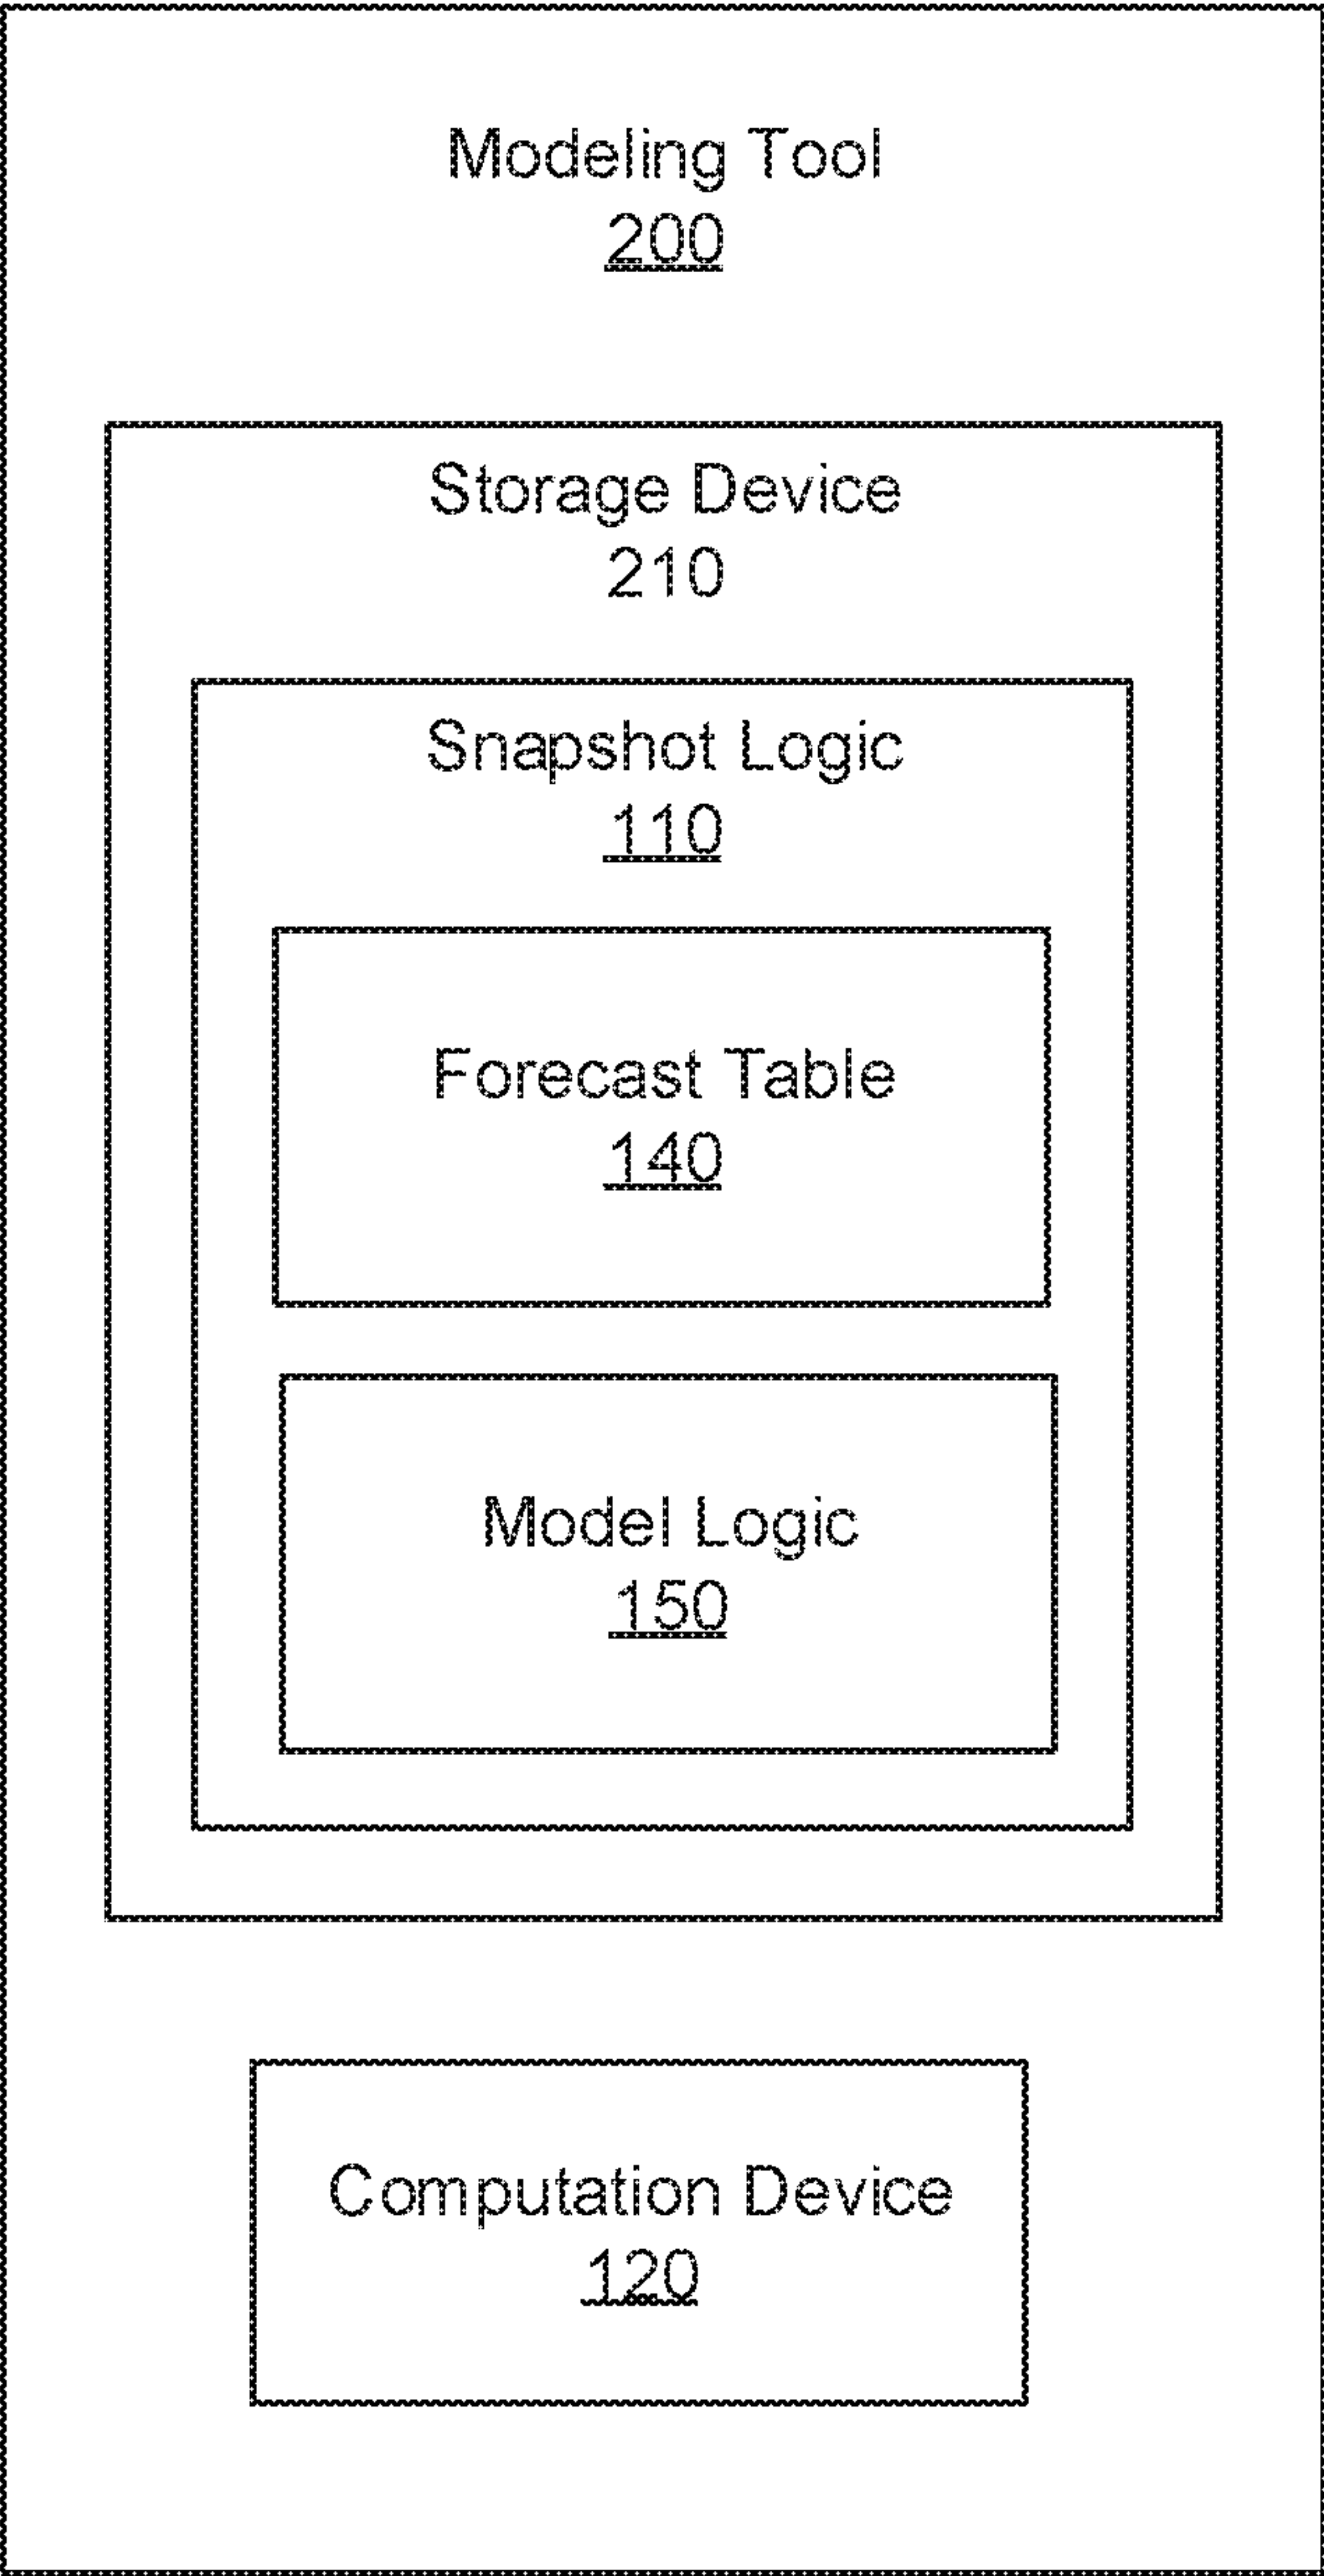 Modeling Tool
200
Storage Device
210
Snapshot Logic
110
Forecast Table
140
Model Logic
150
Computation Device
120